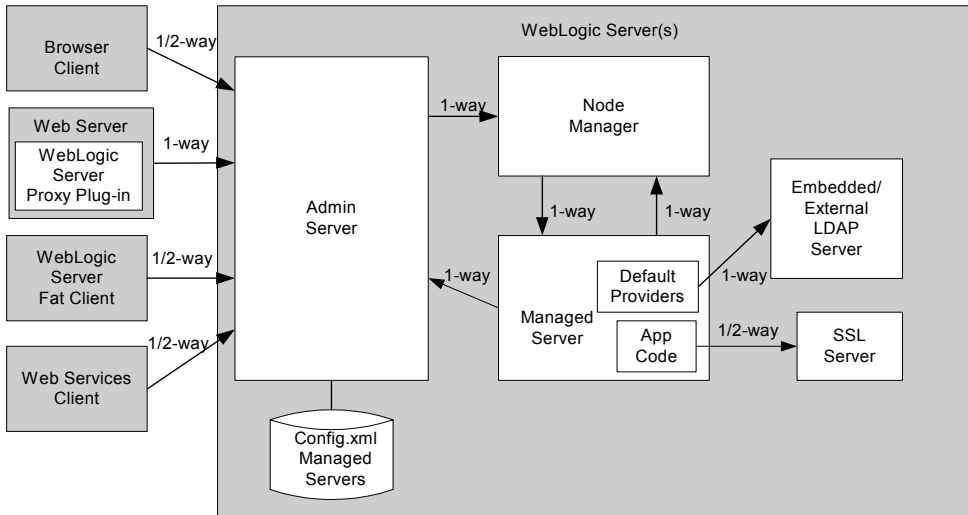 WebLogic Server(s)
Browser
Client
1/2-way
Web Server
WebLogic
Server
Proxy Plug-in
1-way
WebLogic
Server
Fat Client
1/2-way
Web Services
Client
1/2-way
Admin
Server
Config.xml
Managed
Servers
1-way
Node
Manager
1-way
1-way
1-way
Managed
Server
Default
Providers
App
Code
1-way
Embedded/
External
LDAP
Server
1/2-way
SSL
Server